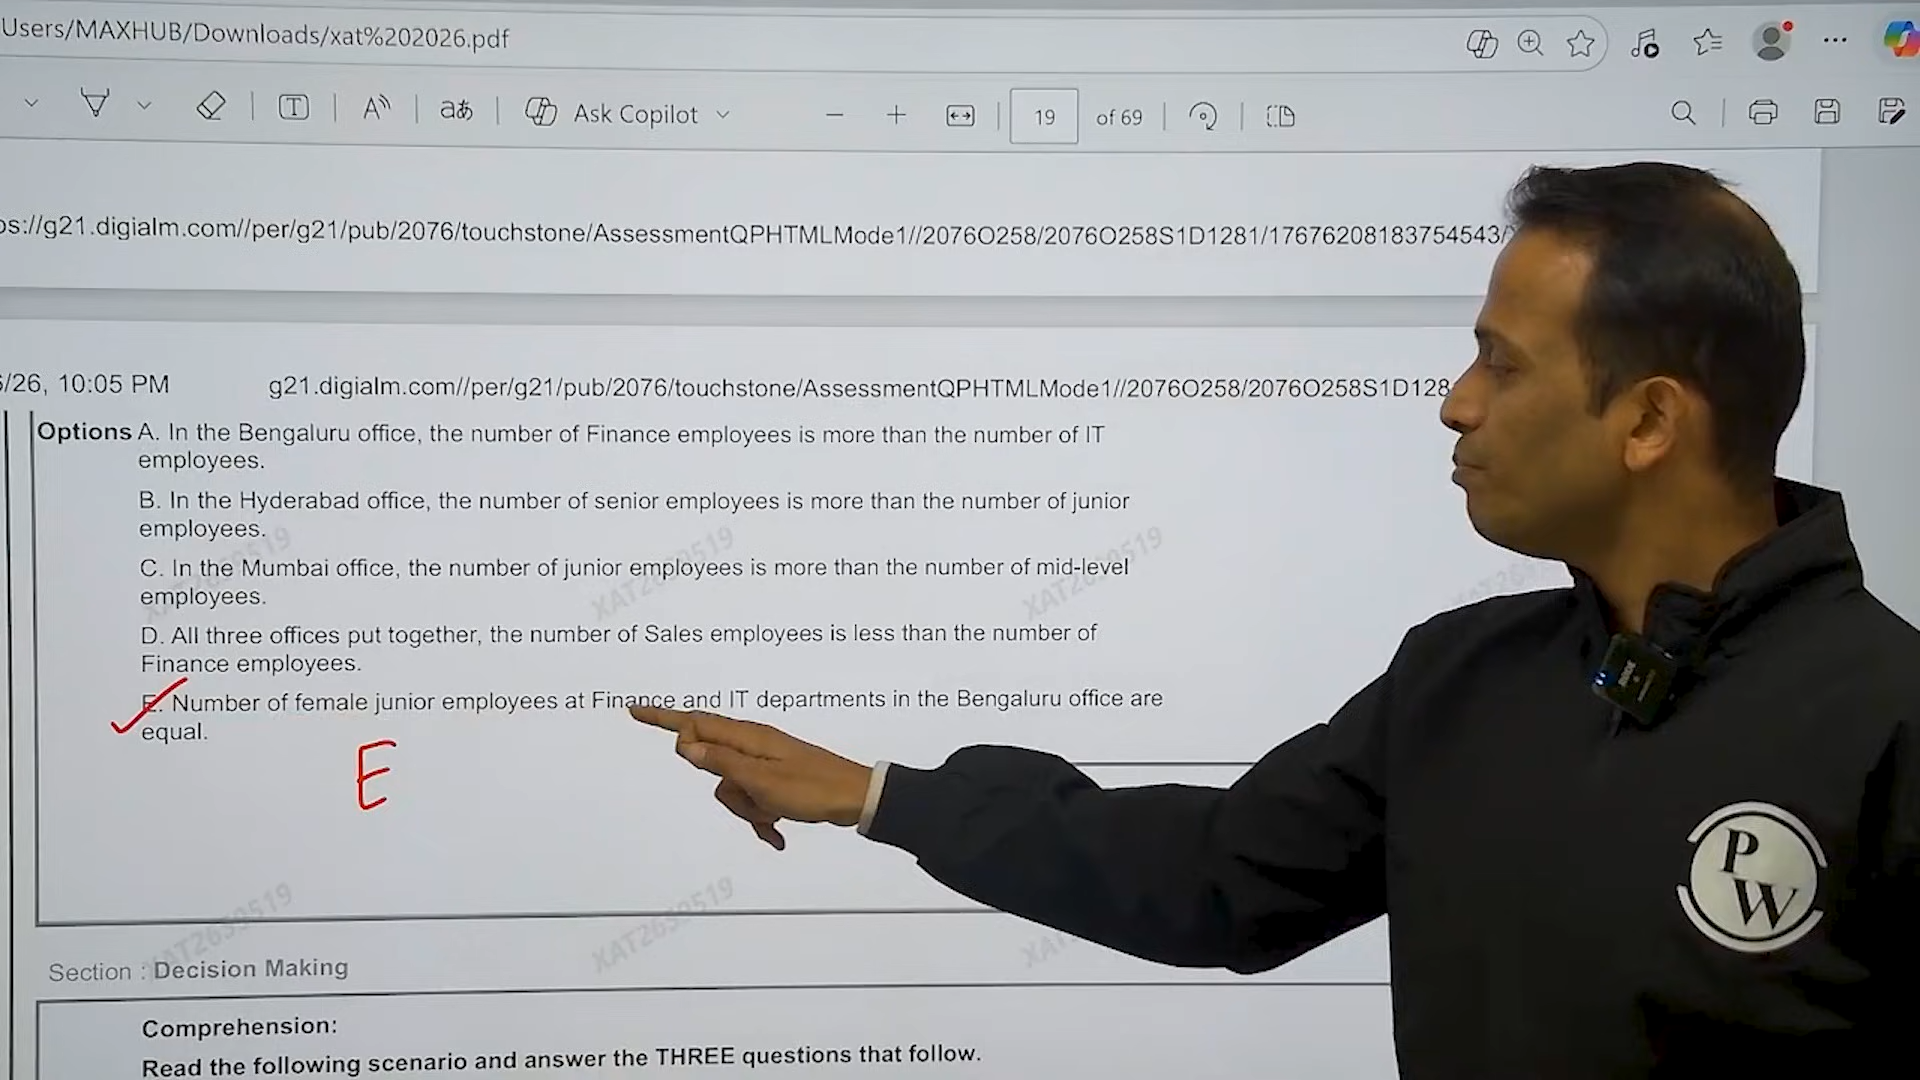 Users/MAXHUB/Downloads/xat%202026.pdf
Ask Copilot
19
of 69
ps://g21.digialm.com//per/g21/pub/2076/touchstone/AssessmentQPHTMLMode1//2076O258/2076O258S1D1281/17676208183754543/
6/26, 10:05 PM
g21.digialm.com//per/g21/pub/2076/touchstone/AssessmentQPHTMLMode1//2076O258/2076O258S1D128
Options A. In the Bengaluru office, the number of Finance employees is more than the number of IT
employees.
B. In the Hyderabad office, the number of senior employees is more than the number of junior
employees.
C. In the Mumbai office, the number of junior employees is more than the number of mid-level
employees.
D. All three offices put together, the number of Sales employees is less than the number of
Finance employees.
E. Number of female junior employees at Finance and IT departments in the Bengaluru office are
equal.
E
PW
Section : Decision Making
Comprehension:
Read the following scenario and answer the THREE questions that follow.